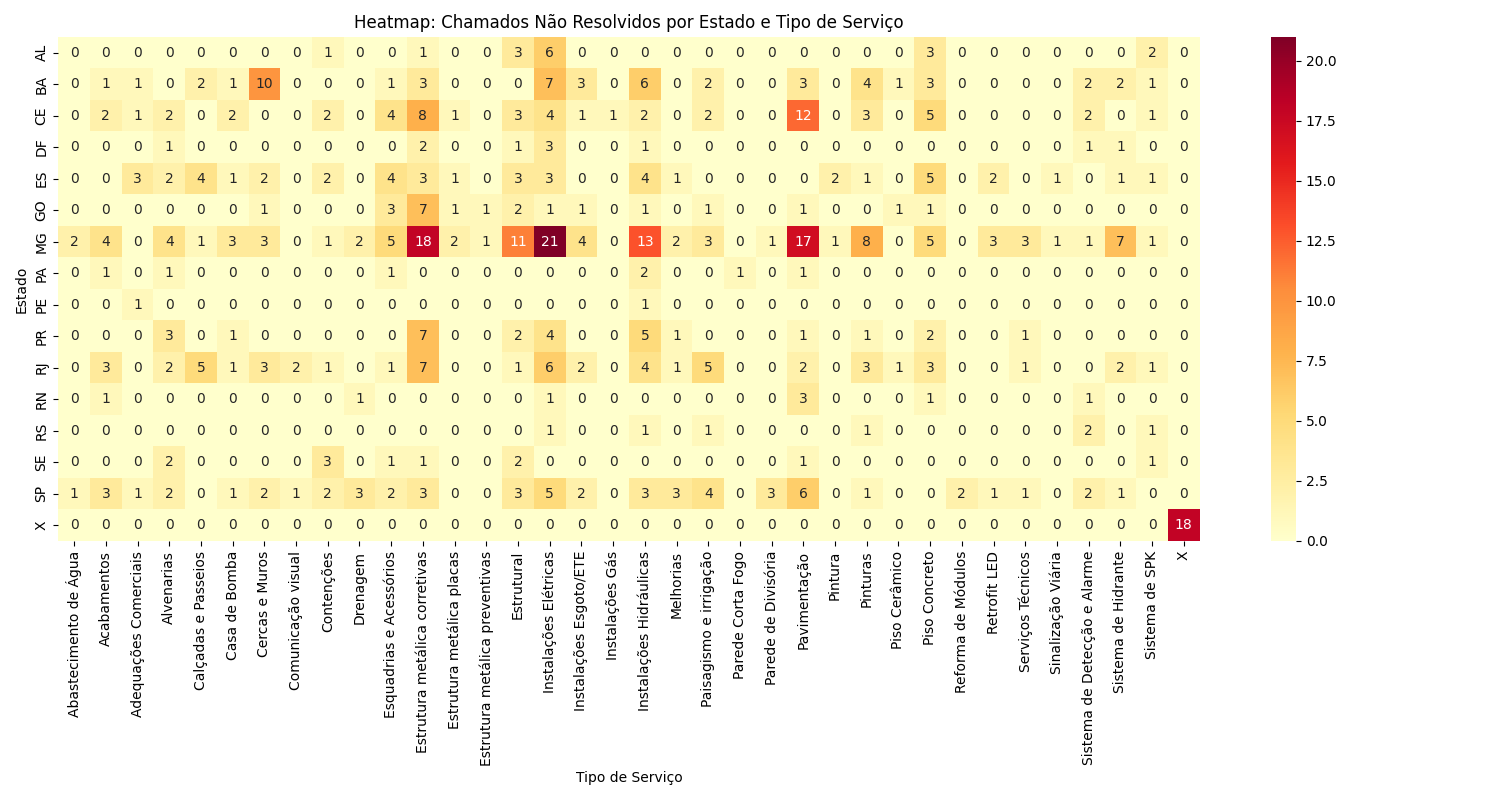 Heatmap: Chamados Não Resolvidos por Estado e Tipo de Serviço
AL 0 0 0 0 0 0 0 0 1 0 0 1 0 0 3 6 0 0 0 0 0 0 0 0 0 0 0 3 0 0 0 0 0 0 2 0
BA 0 1 1 0 2 1 10 0 0 0 1 3 0 0 0 7 3 0 6 0 2 0 0 3 0 4 1 3 0 0 0 0 2 2 1 0
CE 0 2 1 2 0 2 0 0 2 0 4 8 1 0 3 4 1 1 2 0 2 0 0 12 0 3 0 5 0 0 0 0 2 0 1 0
DF 0 0 0 1 0 0 0 0 0 0 0 2 0 0 1 3 0 0 1 0 0 0 0 0 0 0 0 0 0 0 0 0 1 1 0 0
ES 0 0 3 2 4 1 2 0 2 0 4 3 1 0 3 3 0 0 4 1 0 0 0 0 2 1 0 5 0 2 0 1 0 1 1 0
GO 0 0 0 0 0 0 1 0 0 0 3 7 1 1 2 1 1 0 1 0 1 0 0 1 0 0 1 1 0 0 0 0 0 0 0 0
MG 2 4 0 4 1 3 3 0 1 2 5 18 2 1 11 21 4 0 13 2 3 0 1 17 1 8 0 5 0 3 3 1 1 7 1 0
PA 0 1 0 1 0 0 0 0 0 0 1 0 0 0 0 0 0 0 2 0 0 1 0 1 0 0 0 0 0 0 0 0 0 0 0 0
PE 0 0 1 0 0 0 0 0 0 0 0 0 0 0 0 0 0 0 1 0 0 0 0 0 0 0 0 0 0 0 0 0 0 0 0 0
PR 0 0 0 3 0 1 0 0 0 0 0 7 0 0 2 4 0 0 5 1 0 0 0 1 0 1 0 2 0 0 1 0 0 0 0 0
RJ 0 3 0 2 5 1 3 2 1 0 1 7 0 0 1 6 2 0 4 1 5 0 0 2 0 3 1 3 0 0 1 0 0 2 1 0
RN 0 1 0 0 0 0 0 0 0 1 0 0 0 0 0 1 0 0 0 0 0 0 0 3 0 0 0 1 0 0 0 0 1 0 0 0
RS 0 0 0 0 0 0 0 0 0 0 0 0 0 0 0 1 0 0 1 0 1 0 0 0 0 1 0 0 0 0 0 0 2 0 1 0
SE 0 0 0 2 0 0 0 0 3 0 1 1 0 0 2 0 0 0 0 0 0 0 0 1 0 0 0 0 0 0 0 0 0 0 1 0
SP 1 3 1 2 0 1 2 1 2 3 2 3 0 0 3 5 2 0 3 3 4 0 3 6 0 1 0 0 2 1 1 0 2 1 0 0
X 0 0 0 0 0 0 0 0 0 0 0 0 0 0 0 0 0 0 0 0 0 0 0 0 0 0 0 0 0 0 0 0 0 0 0 18
Estado
Abastecimento de Água
Acabamentos
Adequações Comerciais
Alvenarias
Calçadas e Passeios
Casa de Bomba
Cercas e Muros
Comunicação visual
Contenções
Drenagem
Esquadrias e Acessórios
Estrutura metálica corretivas
Estrutura metálica placas
Estrutura metálica preventivas
Estrutural
Instalações Elétricas
Instalações Esgoto/ETE
Instalações Gás
Instalações Hidráulicas
Melhorias
Paisagismo e irrigação
Parede Corta Fogo
Parede de Divisória
Pavimentação
Pintura
Pinturas
Piso Cerâmico
Piso Concreto
Reforma de Módulos
Retrofit LED
Serviços Técnicos
Sinalização Viária
Sistema de Detecção e Alarme
Sistema de Hidrante
Sistema de SPK
X
Tipo de Serviço
20.0
17.5
15.0
12.5
10.0
7.5
5.0
2.5
0.0